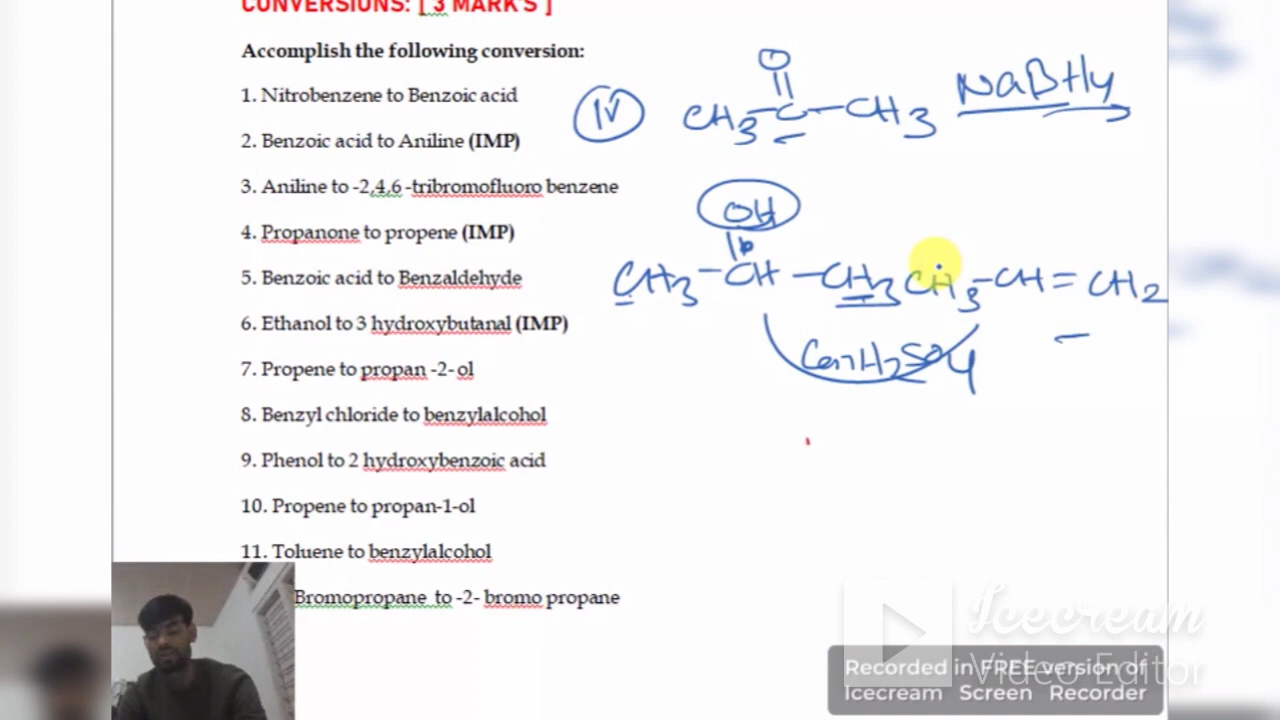 CONVERSIONS: [ 3 MARK'S ]
Accomplish the following conversion:
1. Nitrobenzene to Benzoic acid
2. Benzoic acid to Aniline (IMP)
3. Aniline to -2,4,6 -tribromofluoro benzene
4. Propanone to propene (IMP)
5. Benzoic acid to Benzaldehyde
6. Ethanol to 3 hydroxybutanal (IMP)
7. Propene to propan -2- ol
8. Benzyl chloride to benzylalcohol
9. Phenol to 2 hydroxybenzoic acid
10. Propene to propan-1-ol
11. Toluene to benzylalcohol
Bromopropane to -2- bromo propane
O
IV CH3-C-CH3 NaBH4
OH
CH3-CH-CH3 CH3-CH=CH2
Con H2SO4
Icecream
Video Editor
Recorded in FREE version of
Icecream Screen Recorder